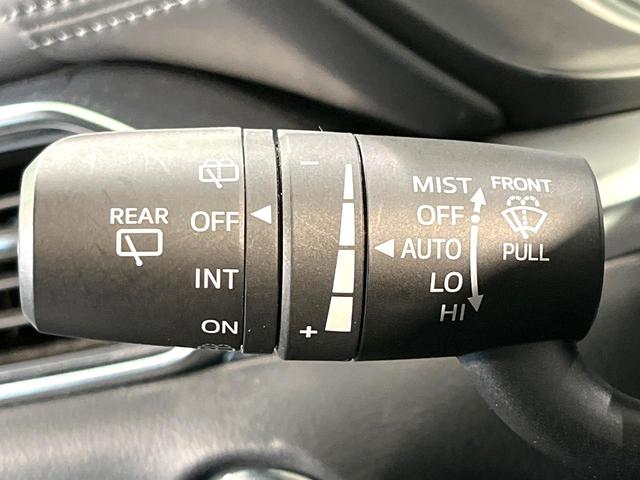 REAR
OFF
INT
ON
−
+
MIST
OFF
AUTO
LO
HI
FRONT
PULL